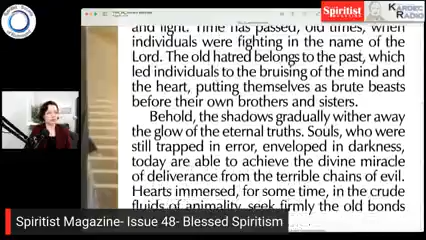 Spiritist
KARDEC
RADIO
and light. Time has passed, old times, when
individuals were fighting in the name of the
Lord. The old hatred belongs to the past, which
led individuals to the bruising of the mind and
the heart, putting themselves as brute beasts
before their own brothers and sisters.
Behold, the shadows gradually wither away
the glow of the eternal truths. Souls, who were
still trapped in error, enveloped in darkness,
today are able to achieve the divine miracle
of deliverance from the terrible chains of evil.
Hearts immersed, for some time, in the crude
fluids of animality, seek firmly the old bonds
Spiritist Magazine- Issue 48- Blessed Spiritism